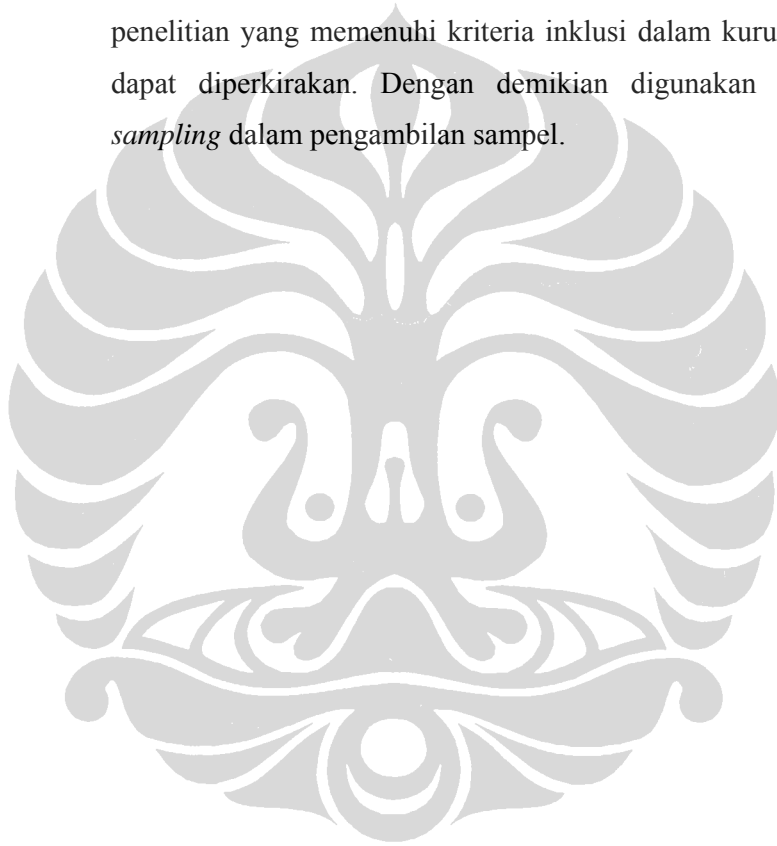 penelitian yang memenuhi kriteria inklusi dalam kuru
dapat diperkirakan. Dengan demikian digunakan
sampling dalam pengambilan sampel.